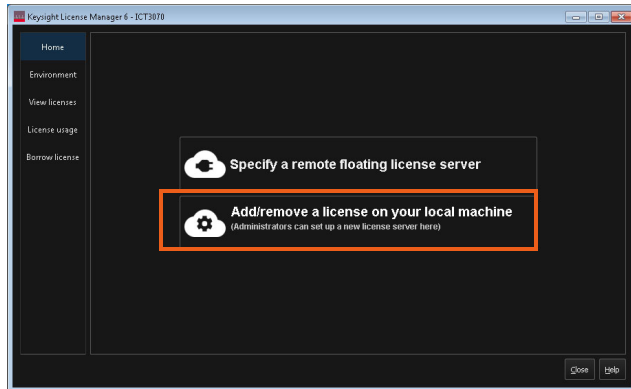 Keysight License Manager 6 - ICT3070
Home
Environment
View licenses
License usage
Borrow license
Specify a remote floating license server
Add/remove a license on your local machine
(Administrators can set up a new license server here)
Close
Help